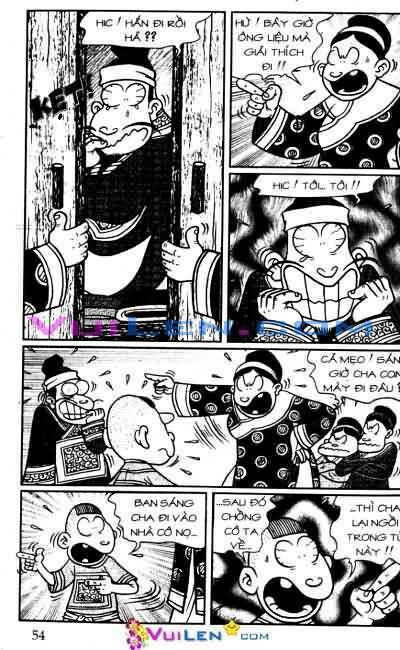 HIC! HẮN ĐI RỒI
HẢ??
KẸT!
HỪ! BÂY GIỜ
ÔNG LIỆU MÀ
GIẢI THÍCH
ĐI!!
HIC! TÔI.. TÔI!!
VUILEN.COM
CẢ MẸO! SÁNG
GIỜ CHA CON
MÀY ĐI ĐÂU?
BAN SÁNG
CHA ĐI VÀO
NHÀ CÔ NỌ...
...SAU ĐÓ
CHỒNG
CÔ TA
VỀ...
...THÌ CHA
LẠI NGỒI
TRONG TỦ
NÀY!!
54
VUILEN.COM